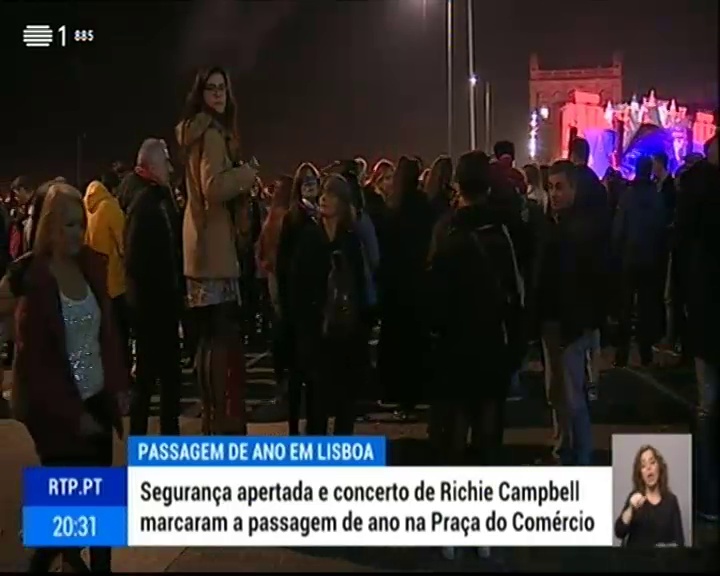 1 885
PASSAGEM DE ANO EM LISBOA
RTP.PT
Segurança apertada e concerto de Richie Campbell
20:31
marcaram a passagem de ano na Praça do Comércio